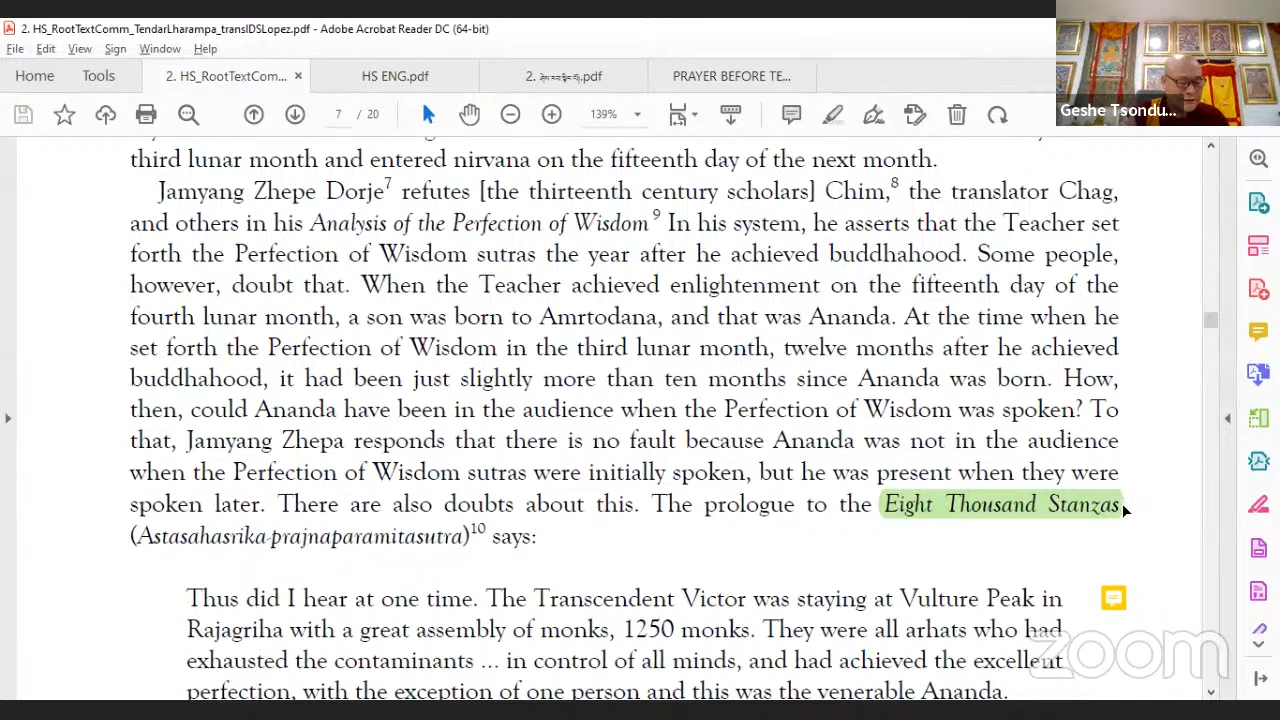 2. HS_RootTextComm_TendarLharampa_transIDSLopez.pdf - Adobe Acrobat Reader DC (64-bit)
File Edit View Sign Window Help
Home Tools 2. HS_RootTextCom... × HS ENG.pdf PRAYER BEFORE TE...
7 / 20 139%
Geshe Tsondu...
third lunar month and entered nirvana on the fifteenth day of the next month.
Jamyang Zhepe Dorje7 refutes [the thirteenth century scholars] Chim,8 the translator Chag,
and others in his Analysis of the Perfection of Wisdom9 In his system, he asserts that the Teacher set
forth the Perfection of Wisdom sutras the year after he achieved buddhahood. Some people,
however, doubt that. When the Teacher achieved enlightenment on the fifteenth day of the
fourth lunar month, a son was born to Amrtodana, and that was Ananda. At the time when he
set forth the Perfection of Wisdom in the third lunar month, twelve months after he achieved
buddhahood, it had been just slightly more than ten months since Ananda was born. How,
then, could Ananda have been in the audience when the Perfection of Wisdom was spoken? To
that, Jamyang Zhepa responds that there is no fault because Ananda was not in the audience
when the Perfection of Wisdom sutras were initially spoken, but he was present when they were
spoken later. There are also doubts about this. The prologue to the Eight Thousand Stanzas
(Astasahasrika-prajnaparamitasutra)10 says:
Thus did I hear at one time. The Transcendent Victor was staying at Vulture Peak in
Rajagriha with a great assembly of monks, 1250 monks. They were all arhats who had
exhausted the contaminants ... in control of all minds, and had achieved the excellent
perfection, with the exception of one person and this was the venerable Ananda.
zoom